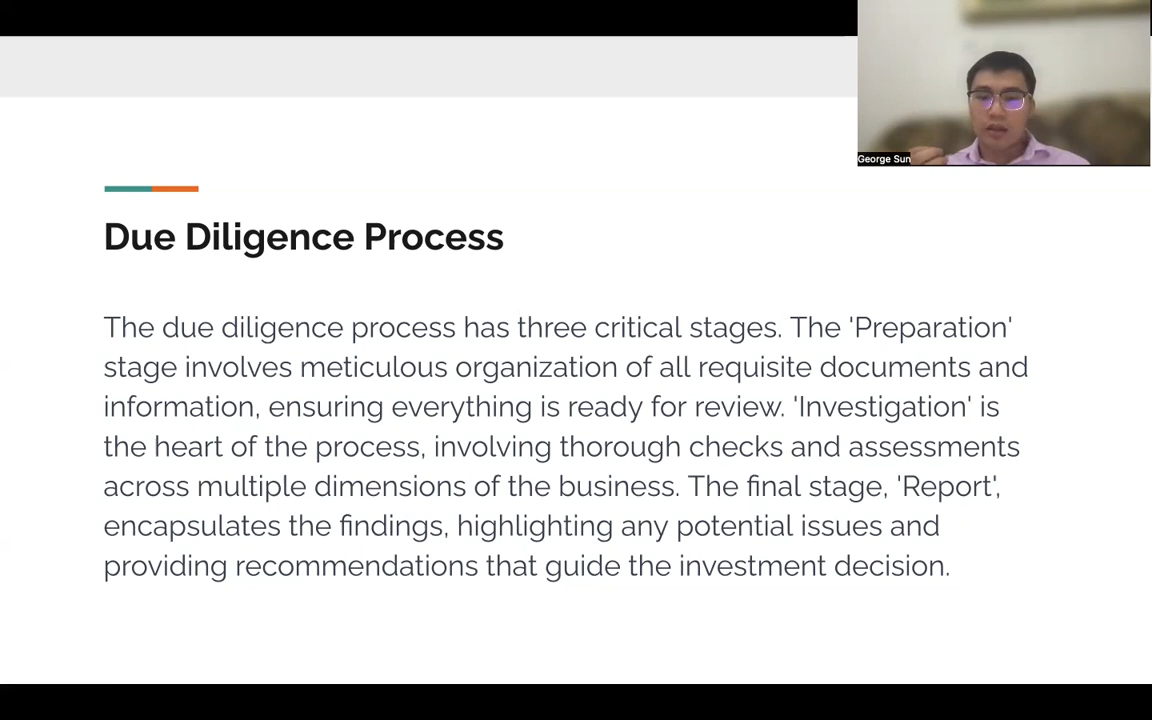 George Sun
Due Diligence Process
The due diligence process has three critical stages. The 'Preparation'
stage involves meticulous organization of all requisite documents and
information, ensuring everything is ready for review. 'Investigation' is
the heart of the process, involving thorough checks and assessments
across multiple dimensions of the business. The final stage, 'Report',
encapsulates the findings, highlighting any potential issues and
providing recommendations that guide the investment decision.